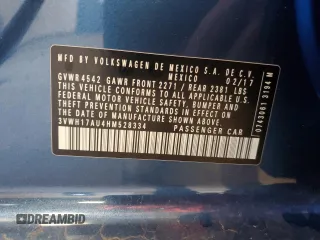 MFD BY VOLKSWAGEN DE MEXICO S.A. DE C.V.
MEXICO 02/17
GVWR 4542 GAWR FRONT 2271 / REAR 2381 LBS
THIS VEHICLE CONFORMS TO ALL APPLICABLE
FEDERAL MOTOR VEHICLE SAFETY, BUMPER AND
THEFT PREVENTION STANDARDS IN EFFECT ON THE
DATE OF MANUFACTURE SHOWN ABOVE.
3VWB17AU4HM528334
PASSENGER CAR
DREAMBID